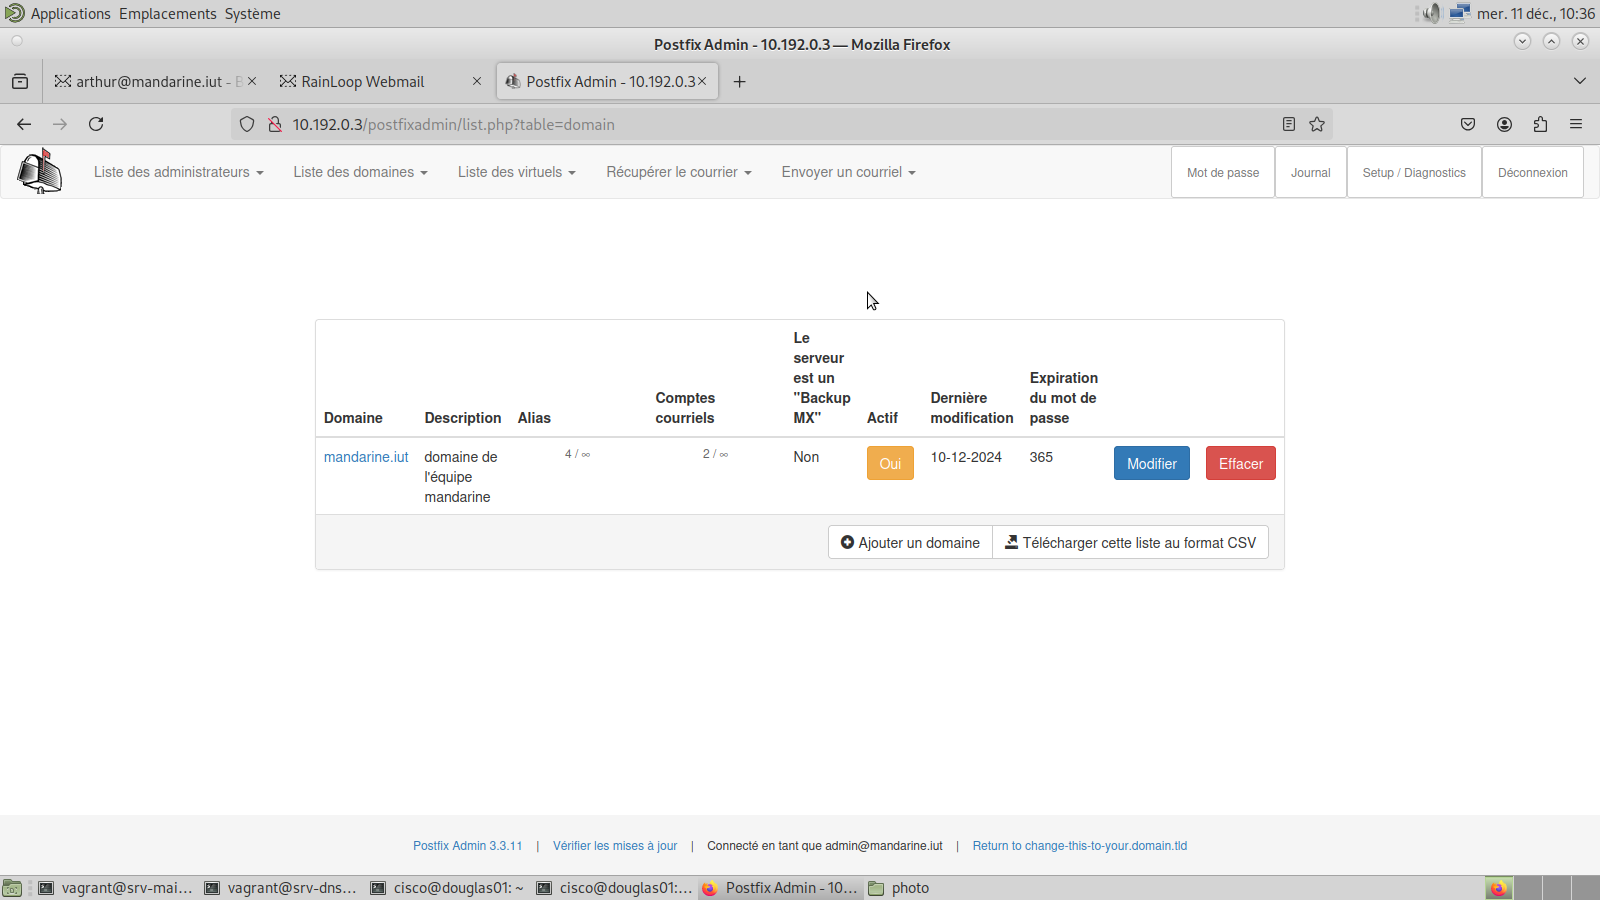 Applications Emplacements Système
mer. 11 déc., 10:36
Postfix Admin - 10.192.0.3 — Mozilla Firefox
arthur@mandarine.iut -
RainLoop Webmail
Postfix Admin - 10.192.0.3
10.192.0.3/postfixadmin/list.php?table=domain
Liste des administrateurs
Liste des domaines
Liste des virtuels
Récupérer le courrier
Envoyer un courriel
Mot de passe
Journal
Setup / Diagnostics
Déconnexion
Domaine
Description
Alias
Comptes
courriels
Le
serveur
est un
"Backup
MX"
Actif
Dernière
modification
Expiration
du mot de
passe
mandarine.iut
domaine de
l'équipe
mandarine
4 / ∞
2 / ∞
Non
Oui
10-12-2024
365
Modifier
Effacer
Ajouter un domaine
Télécharger cette liste au format CSV
Postfix Admin 3.3.11 | Vérifier les mises à jour | Connecté en tant que admin@mandarine.iut | Return to change-this-to-your.domain.tld
vagrant@srv-mai...
vagrant@srv-dns...
cisco@douglas01: ~
cisco@douglas01:...
Postfix Admin - 10...
photo